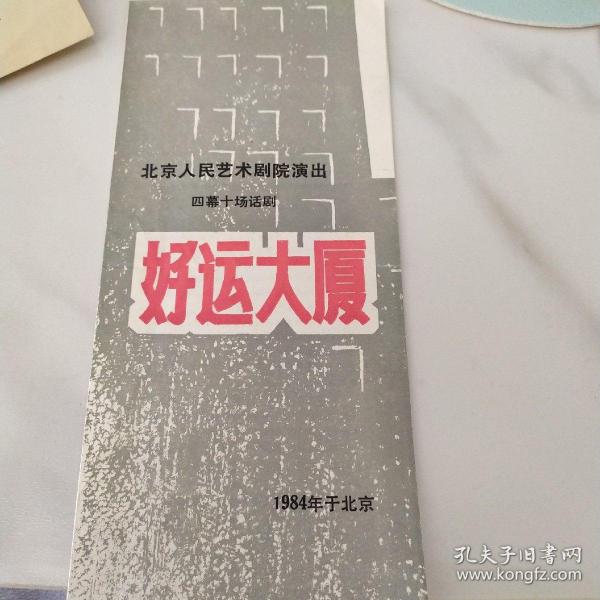 北京人民艺术剧院演出
四幕十场话剧
好运大厦
1984年于北京
孔夫子旧书网
www.kongfz.com